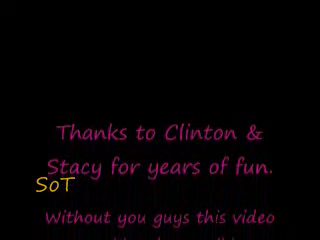 Thanks to Clinton &
Stacy for years of fun.
SoT
Without you guys this video